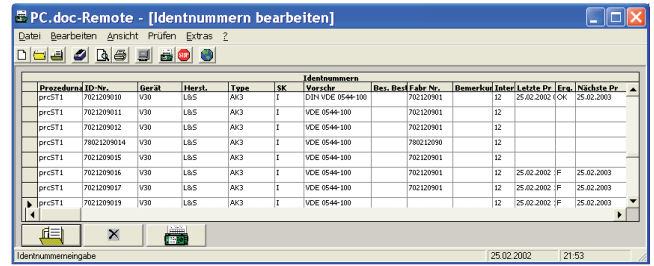 PC.doc-Remote - [Identnummern bearbeiten]
Datei Bearbeiten Ansicht Prüfen Extras ?
Identnummern
Prozedurna ID-Nr. Gerät Herst. Type SK Vorschr Bes. Best Fabr Nr. Bemerkur Inter Letzte Pr Erg. Nächste Pr
prcST1 7021209010 V30 L&S AK3 I DIN VDE 0544-100 702120901 12 25.02.2002 ( OK 25.02.2003
prcST1 7021209011 V30 L&S AK3 I VDE 0544-100 702120901 12
prcST1 7021209012 V30 L&S AK3 I VDE 0544-100 702120901 12
prcST1 78021209014 V30 L&S AK3 I VDE 0544-100 780212090 12
prcST1 7021209015 V30 L&S AK3 I VDE 0544-100 702120901 12
prcST1 7021209016 V30 L&S AK3 I VDE 0544-100 702120901 12 25.02.2002 F 25.02.2003
prcST1 7021209017 V30 L&S AK3 I VDE 0544-100 702120901 12 25.02.2002 F 25.02.2003
prcST1 7021209019 V30 L&S AK3 I VDE 0544-100 702120901 12 25.02.2002 F 25.02.2003
Identnummerneingabe 25.02.2002 21:53